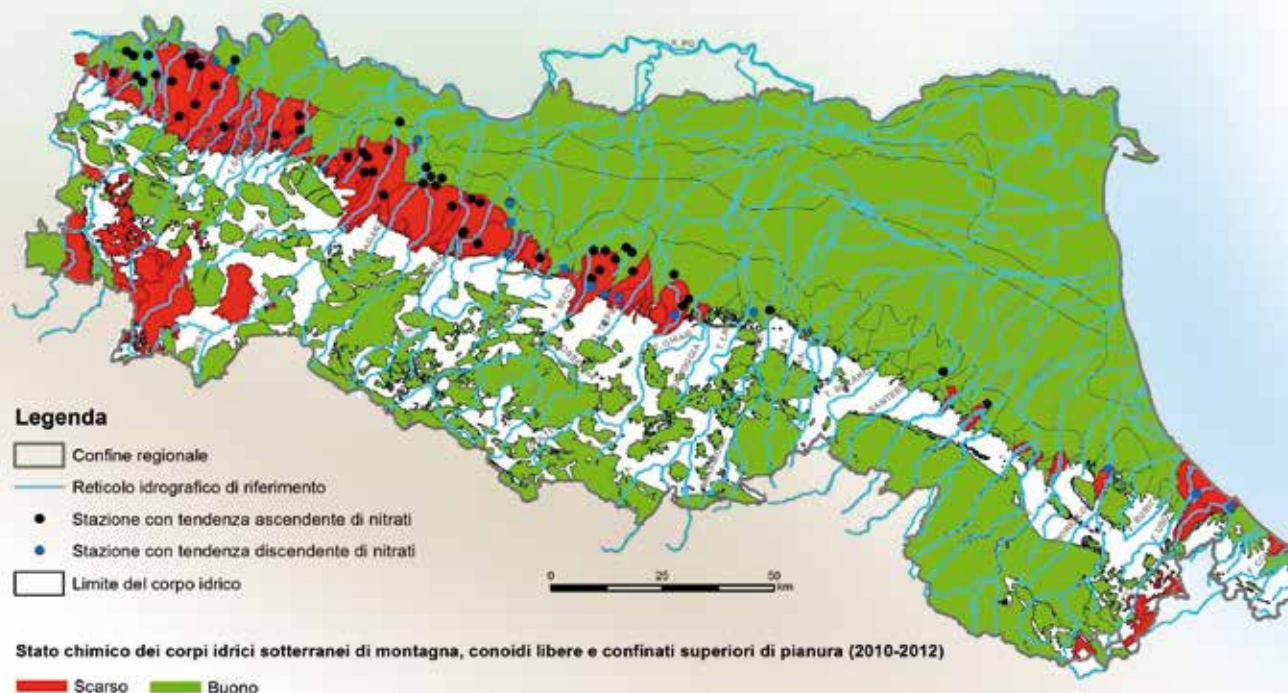 F. PO
SANTERNO
Legenda
Confine regionale
Reticolo idrografico di riferimento
Stazione con tendenza ascendente di nitrati
Stazione con tendenza discendente di nitrati
Limite del corpo idrico
0 25 50
km
Stato chimico dei corpi idrici sotterranei di montagna, conoidi libere e confinati superiori di pianura (2010-2012)
Scarso Buono